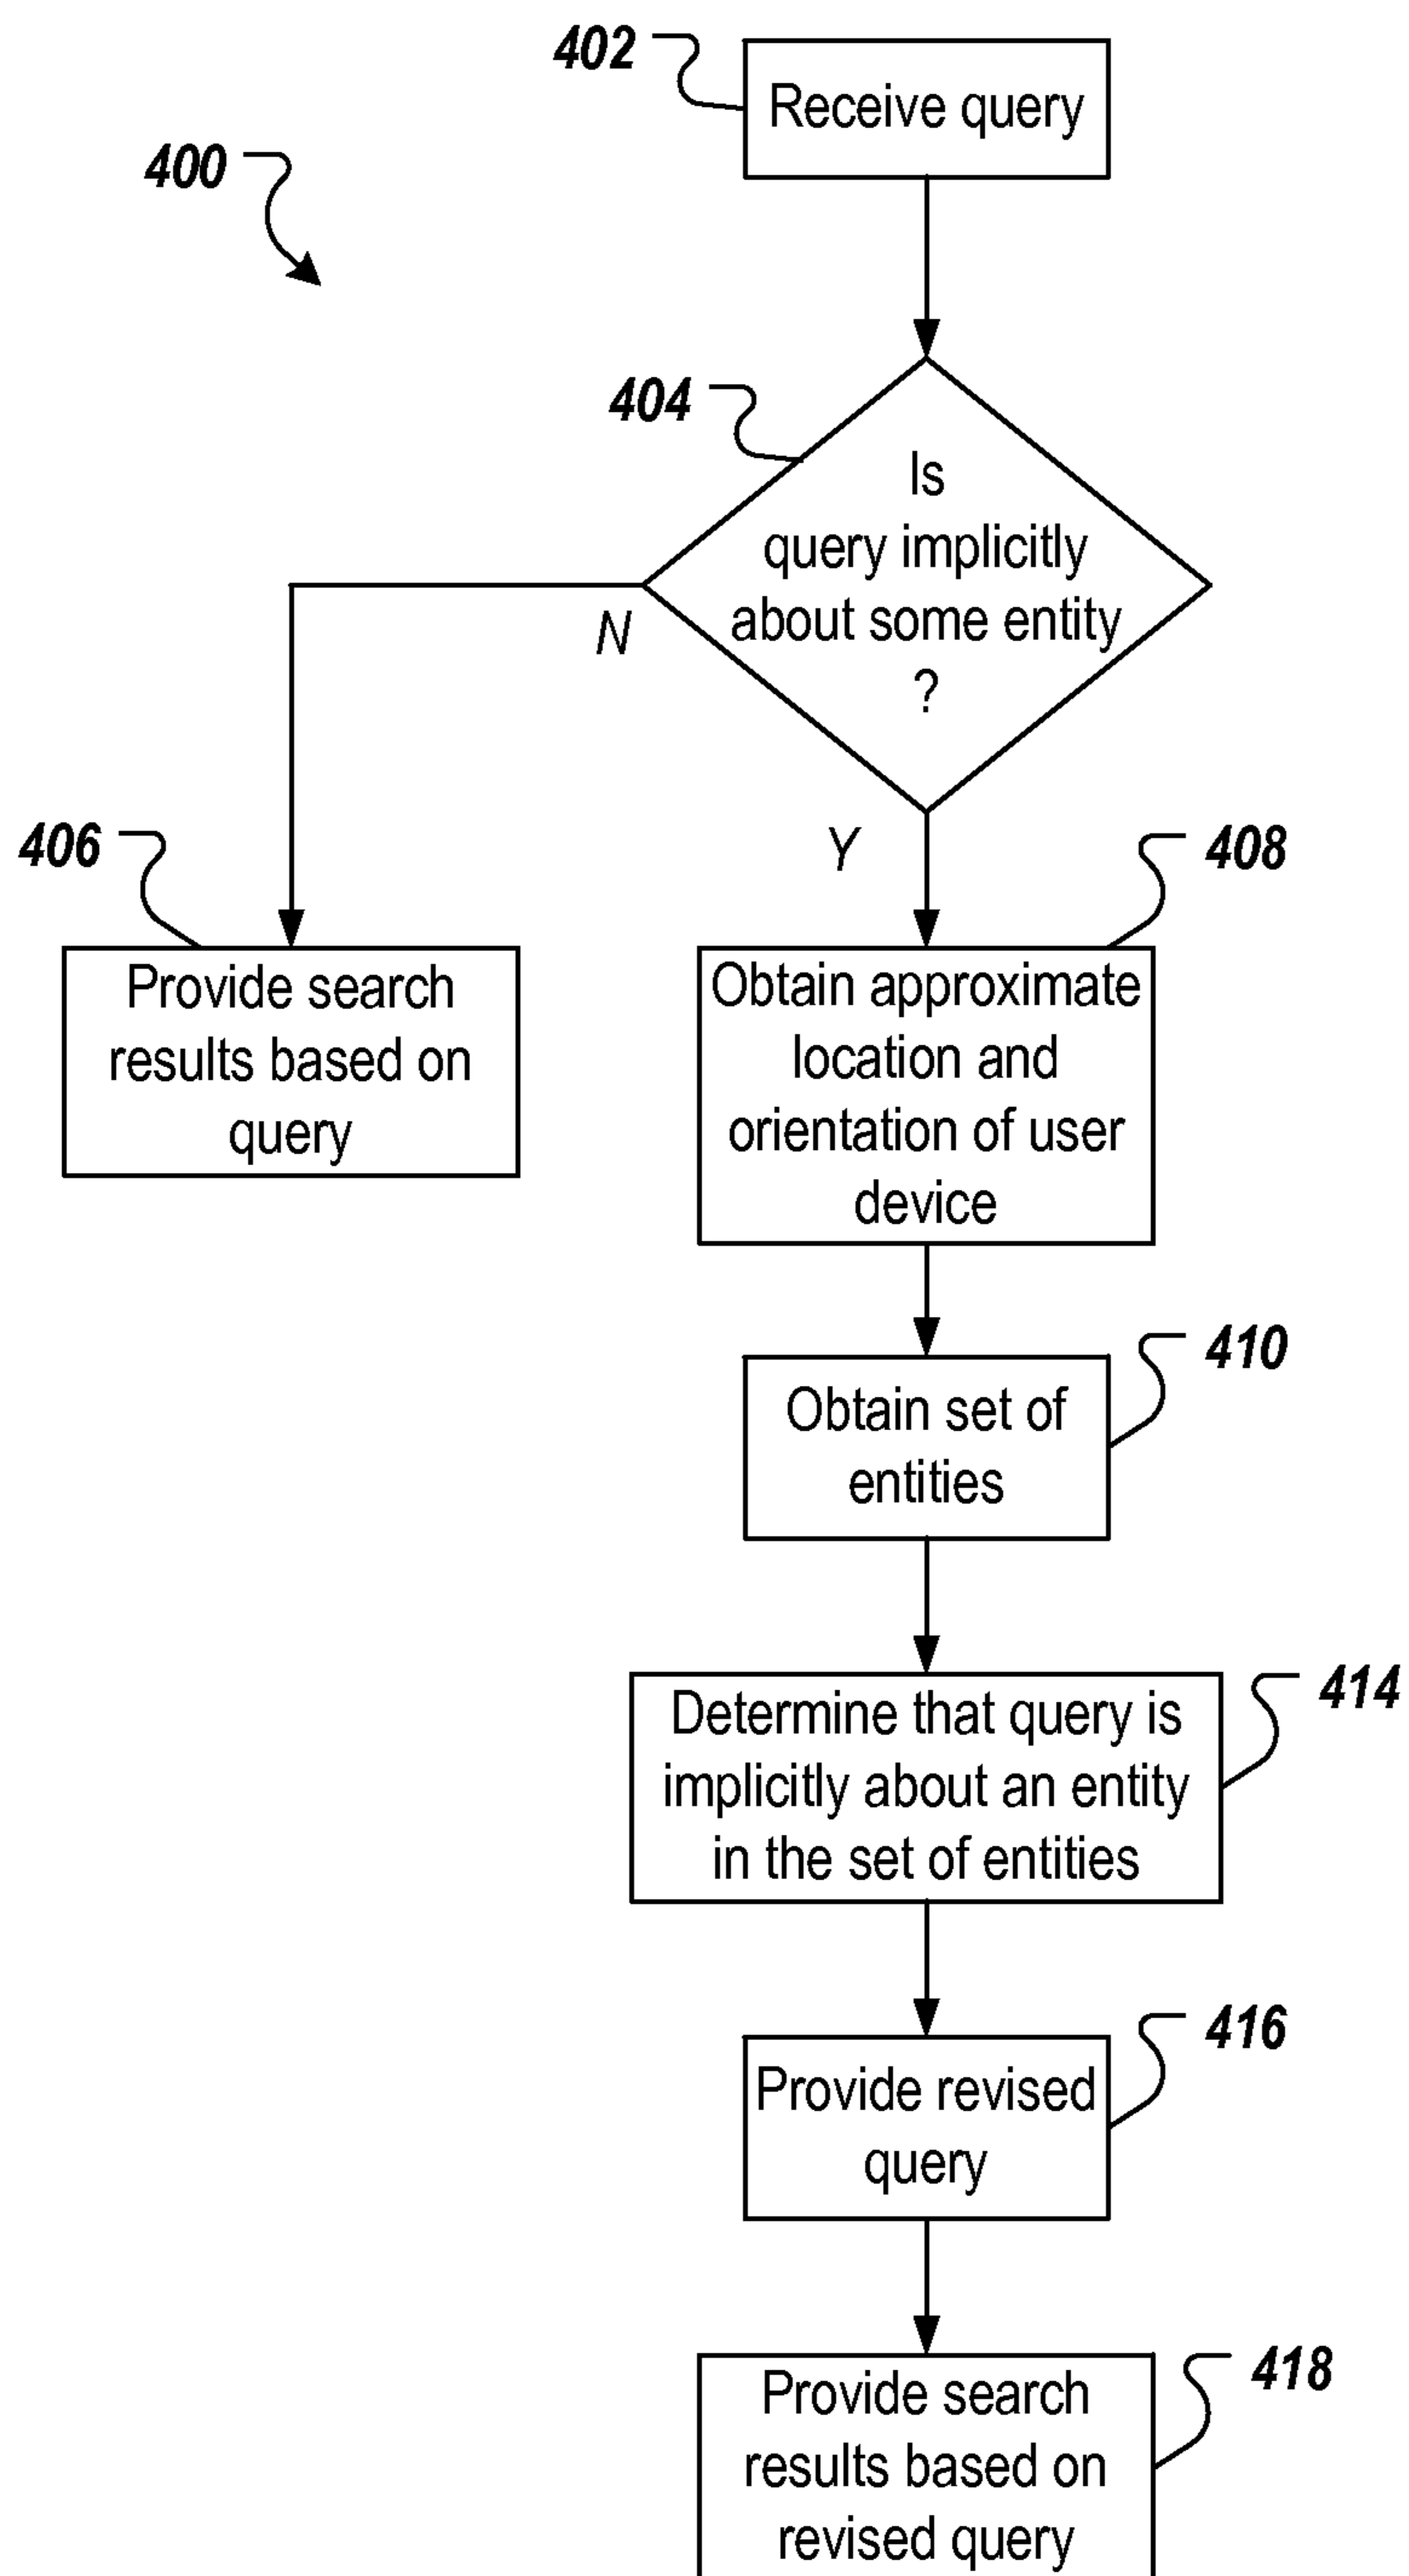 402
Receive query
400
404
Is
query implicitly
about some entity
?
N
Y
406
408
Provide search
results based on
query
Obtain approximate
location and
orientation of user
device
410
Obtain set of
entities
414
Determine that query is
implicitly about an entity
in the set of entities
416
Provide revised
query
418
Provide search
results based on
revised query